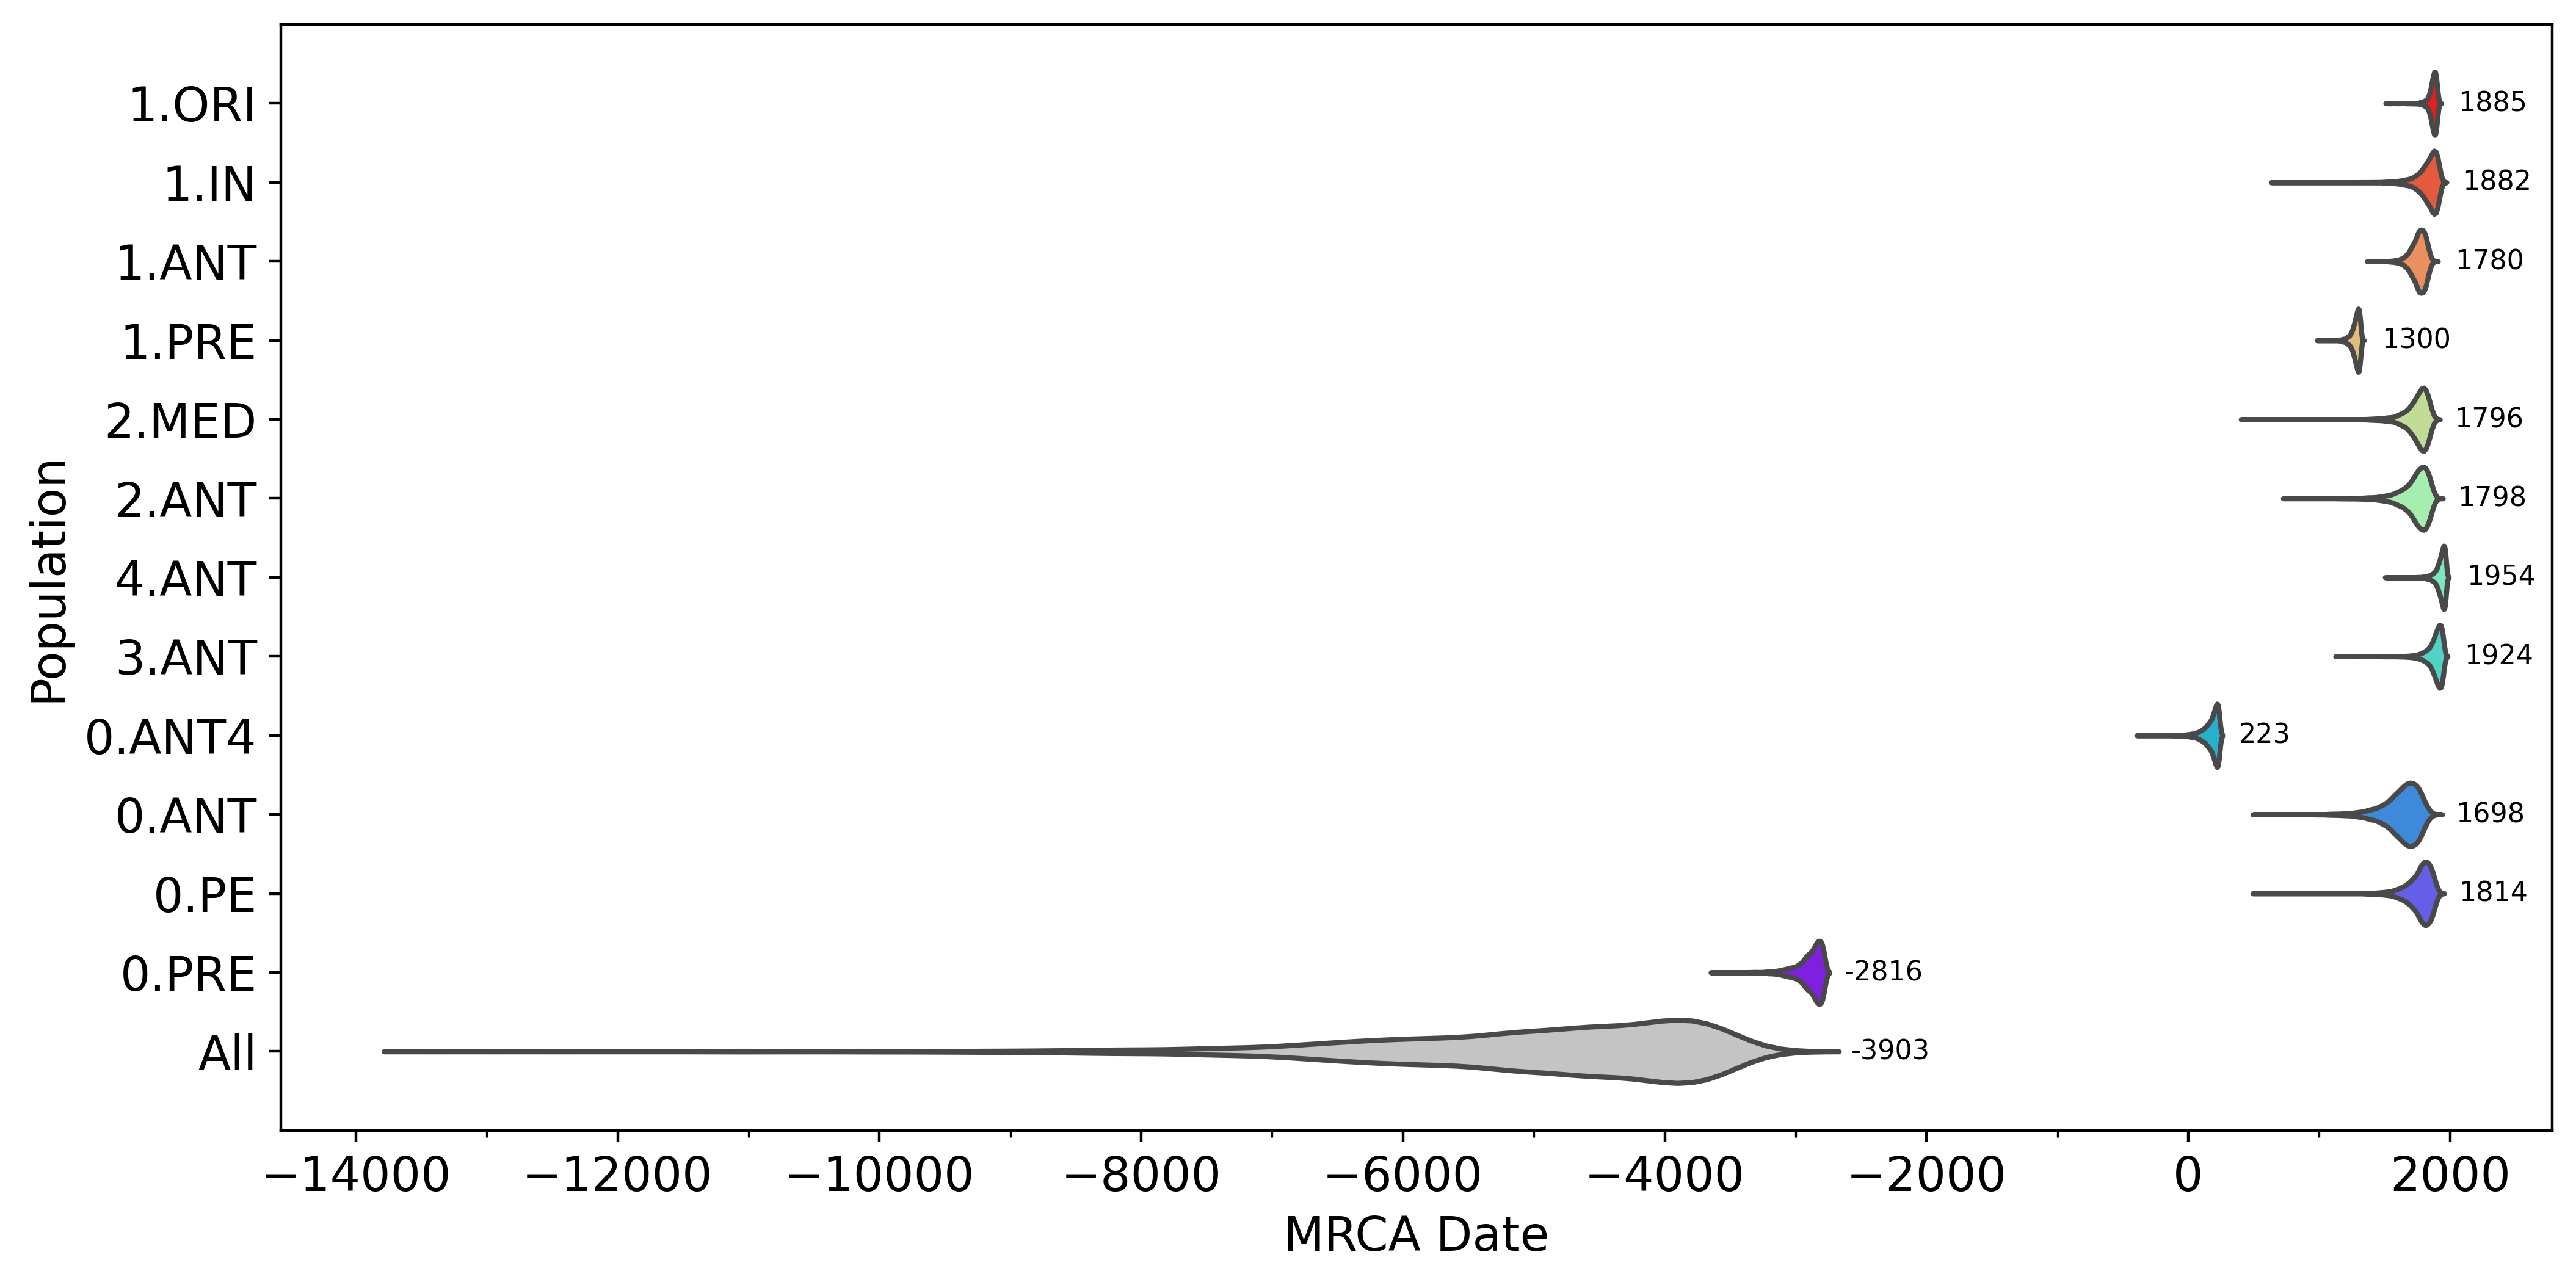 1.ORI
1885
1.IN
1882
1.ANT
1780
1.PRE
1300
2.MED
1796
2.ANT
1798
4.ANT
1954
3.ANT
1924
0.ANT4
223
0.ANT
1698
0.PE
1814
0.PRE
-2816
All
-3903
Population
−14000 −12000 −10000 −8000 −6000 −4000 −2000 0 2000
MRCA Date